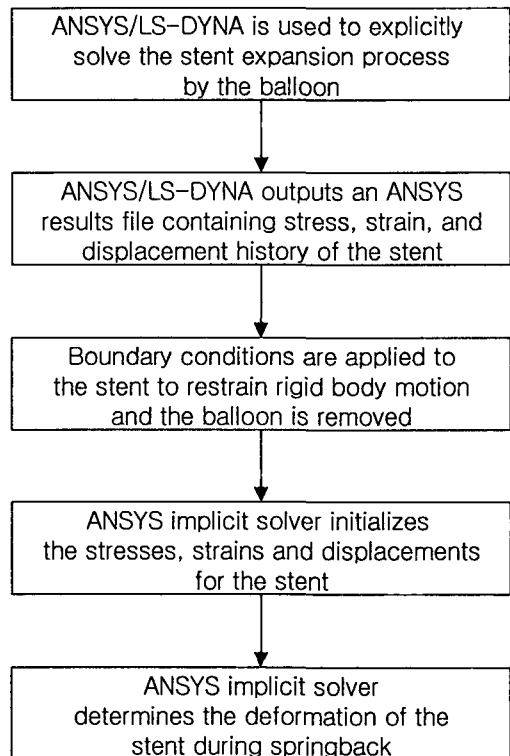 ANSYS/LS-DYNA is used to explicitly
solve the stent expansion process
by the balloon
ANSYS/LS-DYNA outputs an ANSYS
results file containing stress, strain, and
displacement history of the stent
Boundary conditions are applied to
the stent to restrain rigid body motion
and the balloon is removed
ANSYS implicit solver initializes
the stresses, strains and displacements
for the stent
ANSYS implicit solver
determines the deformation of the
stent during springback